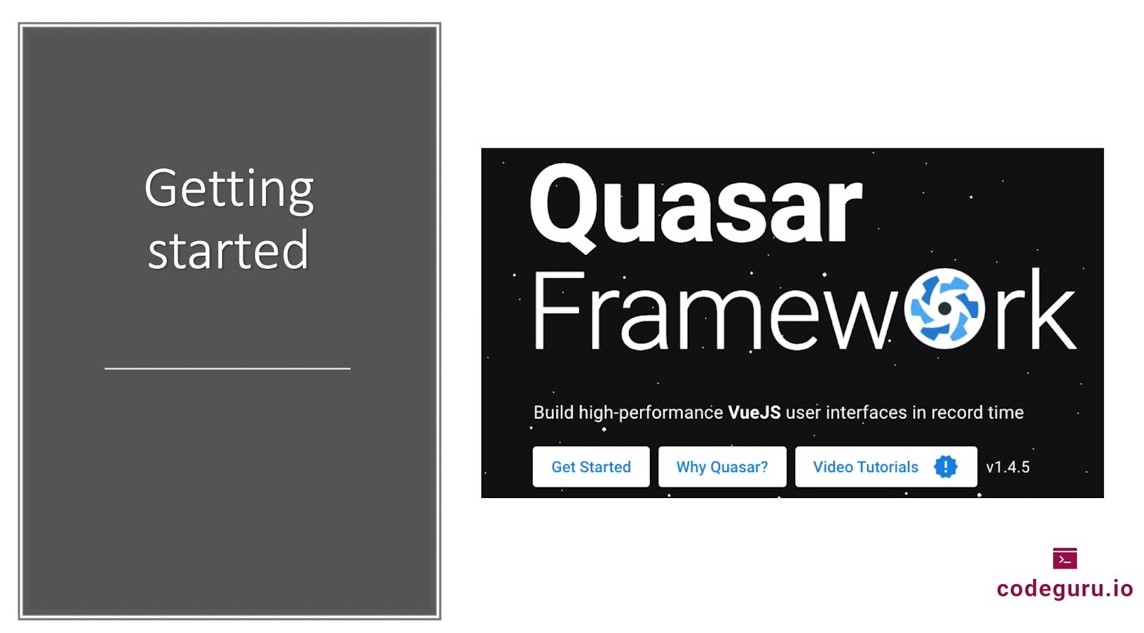 Getting
started
Quasar
Framework
Build high-performance VueJS user interfaces in record time
Get Started
Why Quasar?
Video Tutorials
v1.4.5
codeguru.io